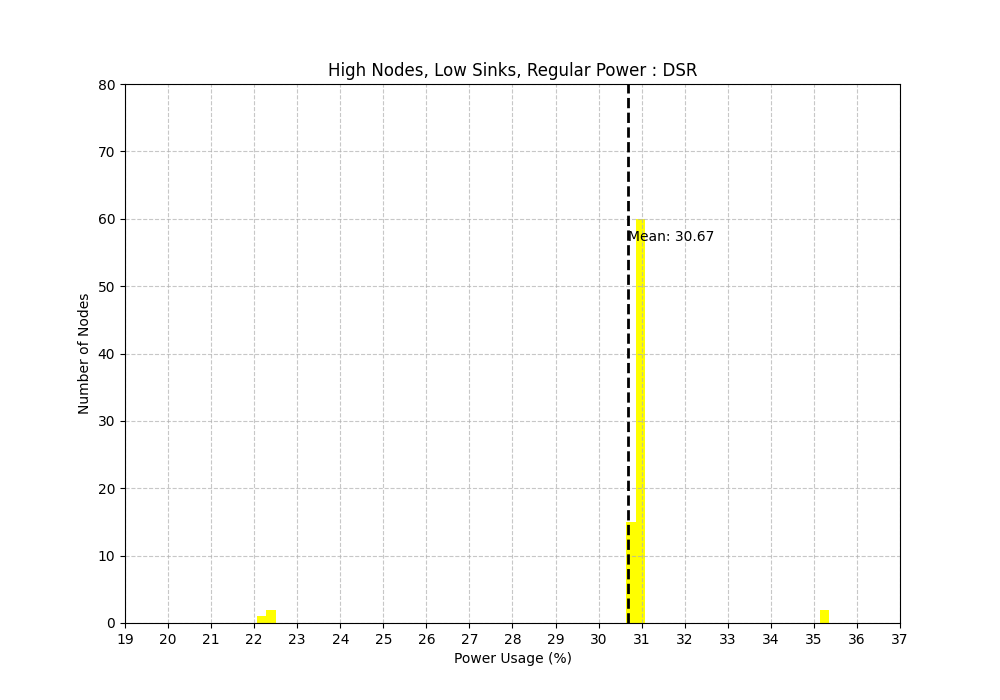 High Nodes, Low Sinks, Regular Power : DSR
80
70
60
50
40
30
20
10
0
Number of Nodes
Mean: 30.67
19 20 21 22 23 24 25 26 27 28 29 30 31 32 33 34 35 36 37
Power Usage (%)